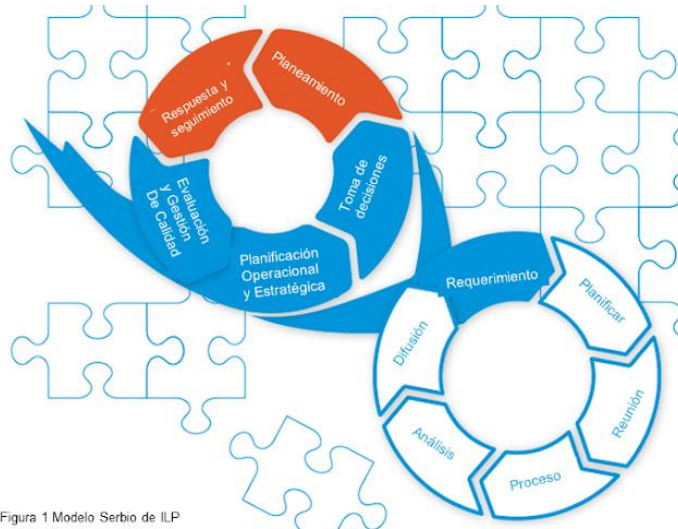 Planeamiento
Respuesta y
seguimiento
Toma de
decisiones
Evaluación
y Gestión
De Calidad
Planificación
Operacional
y Estratégica
Requerimiento
Planificar
Difusión
Reunión
Análisis
Proceso
Figura 1 Modelo Serbio de ILP